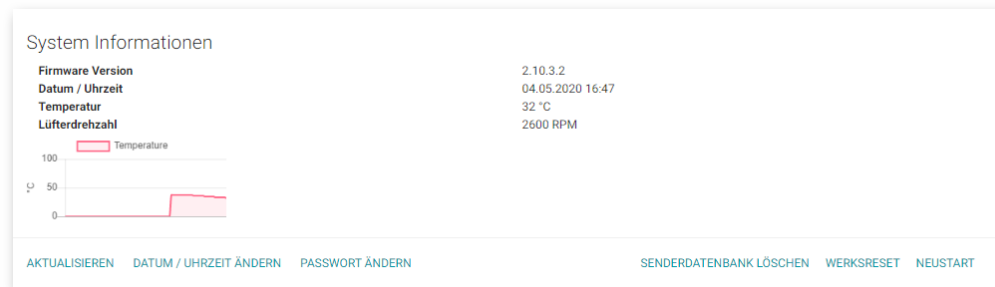 System Informationen
Firmware Version 2.10.3.2
Datum / Uhrzeit 04.05.2020 16:47
Temperatur 32 °C
Lüfterdrehzahl 2600 RPM
Temperature
100
°C
50
0
AKTUALISIEREN DATUM / UHRZEIT ÄNDERN PASSWORT ÄNDERN SENDERDATENBANK LÖSCHEN WERKSRESET NEUSTART